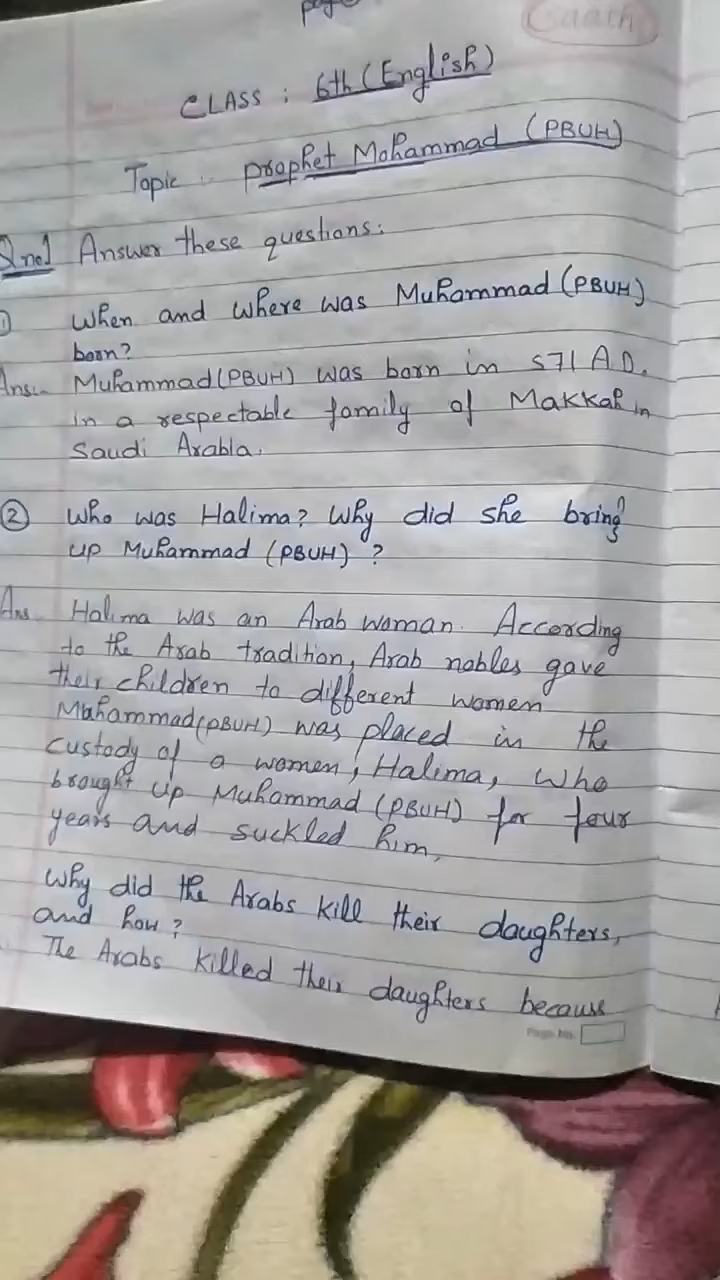 saath
CLASS : 6th (English)
Topic : prophet Mohammad (PBUH)
Qno1 Answer these questions:
① When and where was Muhammad (PBUH)
born?
Ans:- Muhammad (PBUH) was born in 571 A.D.
in a respectable family of Makkah in
Saudi Arabia.
② Who was Halima? Why did she bring
up Muhammad (PBUH) ?
Ans. Halima was an Arab woman. According
to the Arab tradition, Arab nobles gave
their children to different women
Muhammad (PBUH) was placed in the
custody of a women, Halima, who
brought up Muhammad (PBUH) for four
years and suckled him,
Why did the Arabs kill their daughters,
and how?
The Arabs killed their daughters because
Page No.